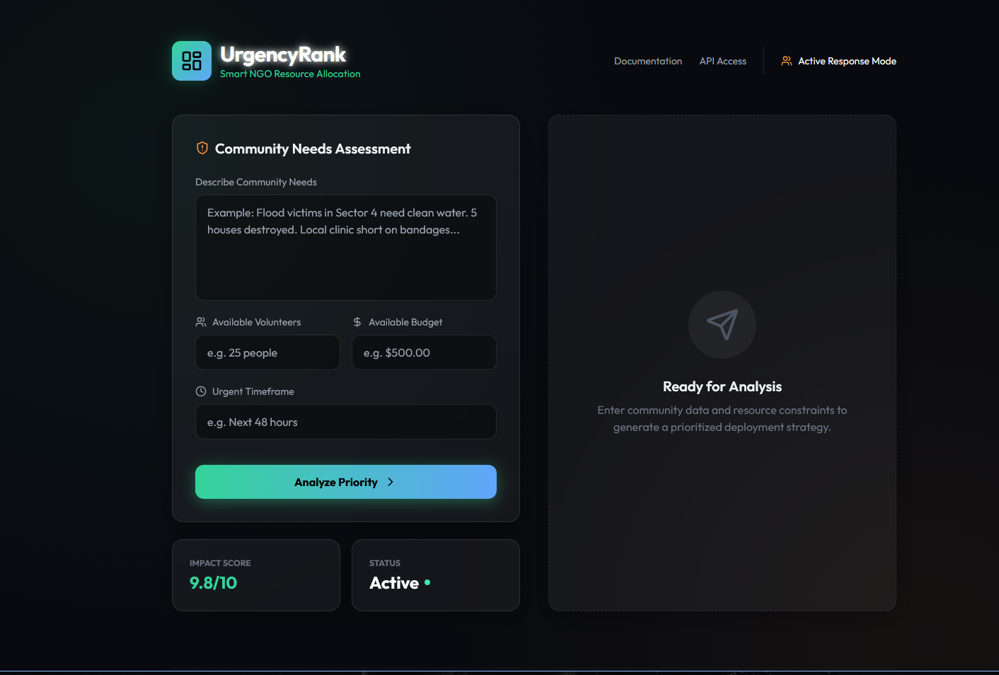 UrgencyRank
Smart NGO Resource Allocation
Documentation
API Access
Active Response Mode
Community Needs Assessment
Describe Community Needs
Example: Flood victims in Sector 4 need clean water. 5
houses destroyed. Local clinic short on bandages...
Available Volunteers
Available Budget
e.g. 25 people
e.g. $500.00
Urgent Timeframe
e.g. Next 48 hours
Analyze Priority
IMPACT SCORE
9.8/10
STATUS
Active
Ready for Analysis
Enter community data and resource constraints to
generate a prioritized deployment strategy.